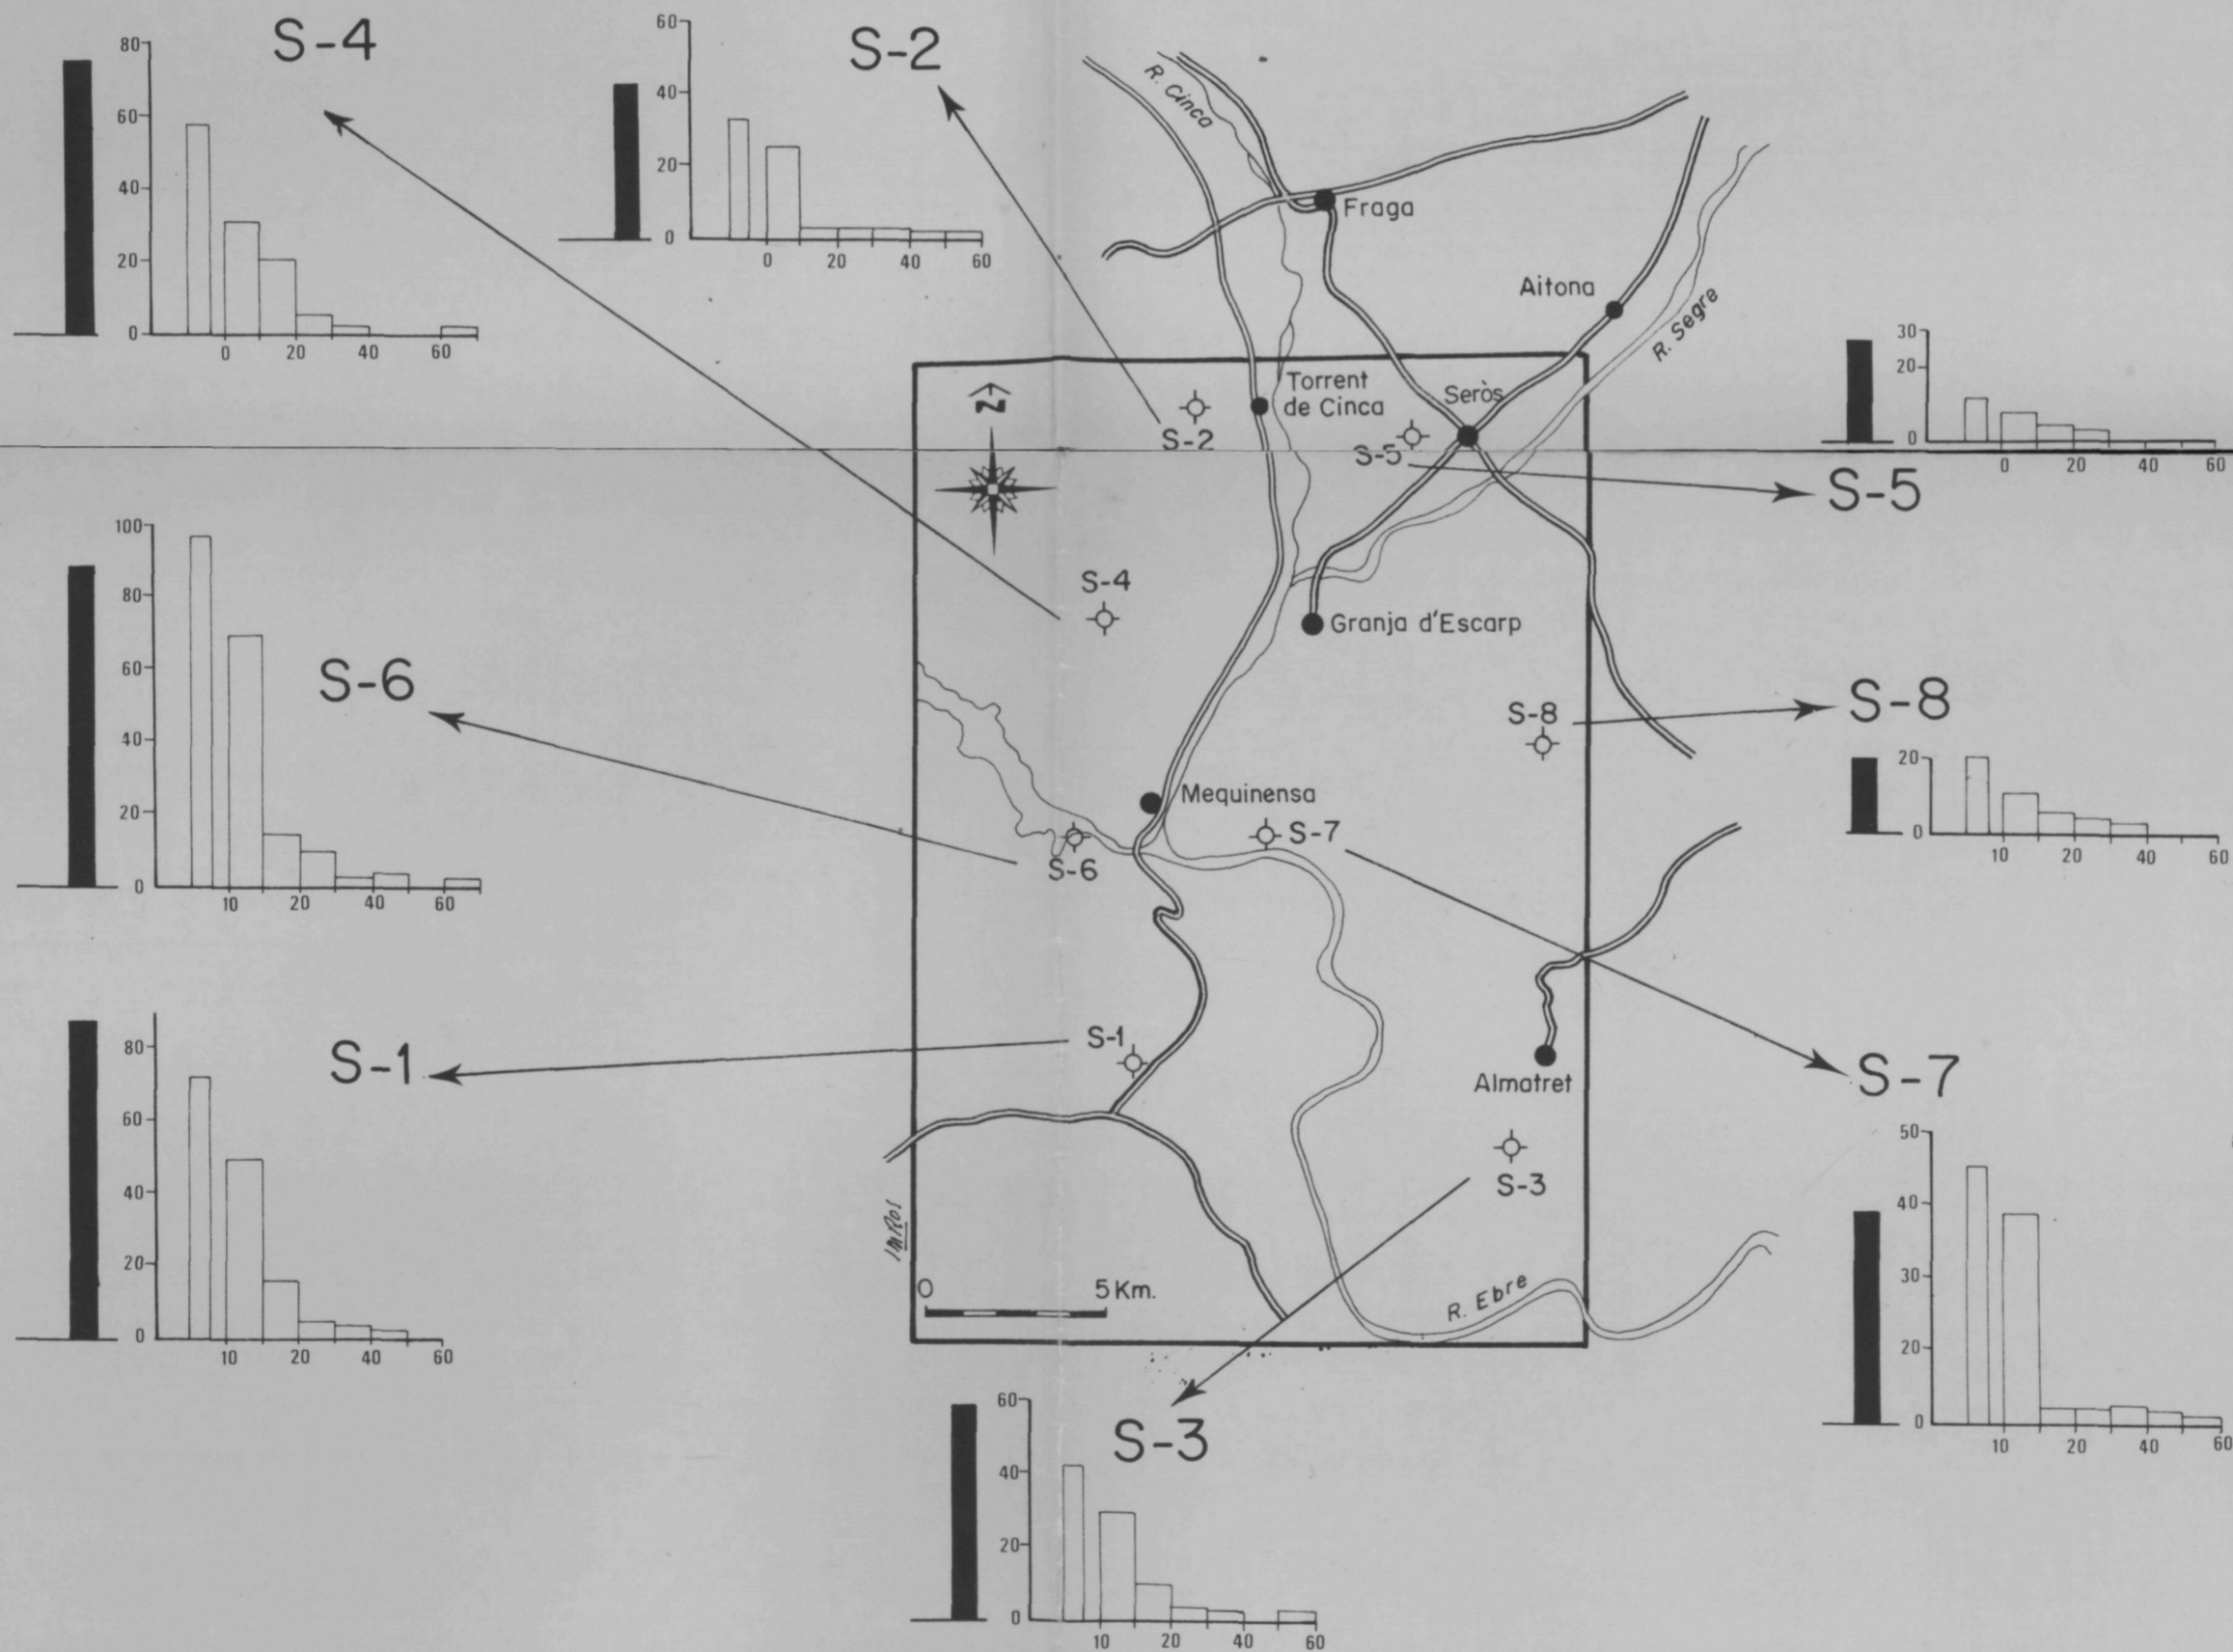 S-4
80
60
40
20
0
0 20 40 60
S-2
60
40
20
0
0 20 40 60
R. Cinca
Fraga
Aitona
R. Segre
Torrent
de Cinca
Seròs
N
S-2
S-5
30
20
0
0 20 40 60
S-5
S-4
Granja d'Escarp
S-6
100
80
60
40
20
0
10 20 40 60
S-8
S-8
20
0
10 20 40 60
Mequinensa
S-7
S-6
S-1
80
60
40
20
0
10 20 40 60
S-1
Almatret
S-3
S-7
50
40
30
20
0
10 20 40 60
0 5 Km.
R. Ebre
S-3
60
40
20
0
10 20 40 60